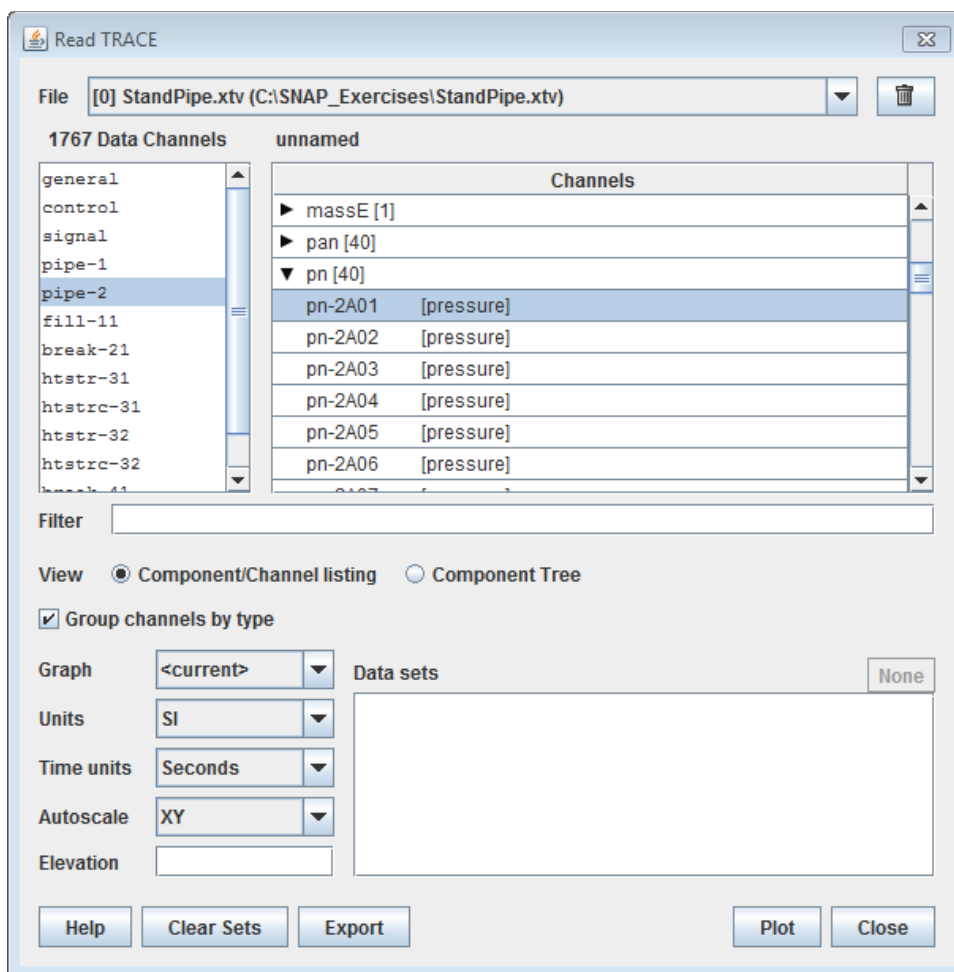 Read TRACE
File [0] StandPipe.xtv (C:\SNAP_Exercises\StandPipe.xtv)
1767 Data Channels unnamed
general
control
signal
pipe-1
pipe-2
fill-11
break-21
htstr-31
htstrc-31
htstr-32
htstrc-32
Channels
massE [1]
pan [40]
pn [40]
pn-2A01 [pressure]
pn-2A02 [pressure]
pn-2A03 [pressure]
pn-2A04 [pressure]
pn-2A05 [pressure]
pn-2A06 [pressure]
Filter
View Component/Channel listing Component Tree
Group channels by type
Graph <current>
Units SI
Time units Seconds
Autoscale XY
Elevation
Data sets None
Help Clear Sets Export Plot Close